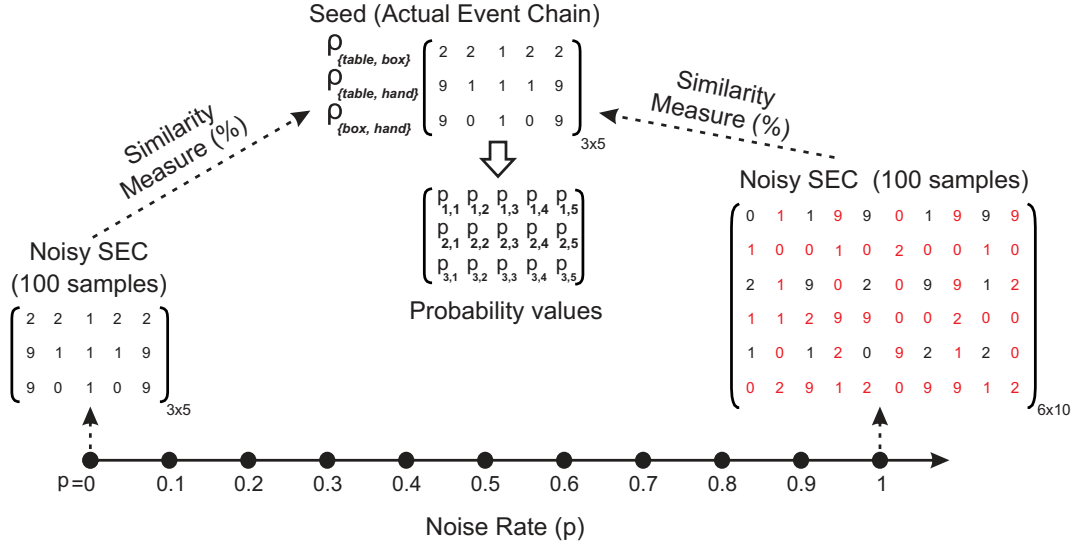 Seed (Actual Event Chain)
ρ{table, box} 2 2 1 2 2
ρ{table, hand} 9 1 1 1 9
ρ{box, hand} 9 0 1 0 9
3x5
Similarity
Measure (%)
Similarity
Measure (%)
p1,1 p1,2 p1,3 p1,4 p1,5
p2,1 p2,2 p2,3 p2,4 p2,5
p3,1 p3,2 p3,3 p3,4 p3,5
Probability values
Noisy SEC
(100 samples)
2 2 1 2 2
9 1 1 1 9
9 0 1 0 9
3x5
Noisy SEC (100 samples)
0 1 1 9 9 0 1 9 9 9
1 0 0 1 0 2 0 0 1 0
2 1 9 0 2 0 9 9 1 2
1 1 2 9 9 0 0 2 0 0
1 0 1 2 0 9 2 1 2 0
0 2 9 1 2 0 9 9 1 2
6x10
p=0 0.1 0.2 0.3 0.4 0.5 0.6 0.7 0.8 0.9 1
Noise Rate (p)